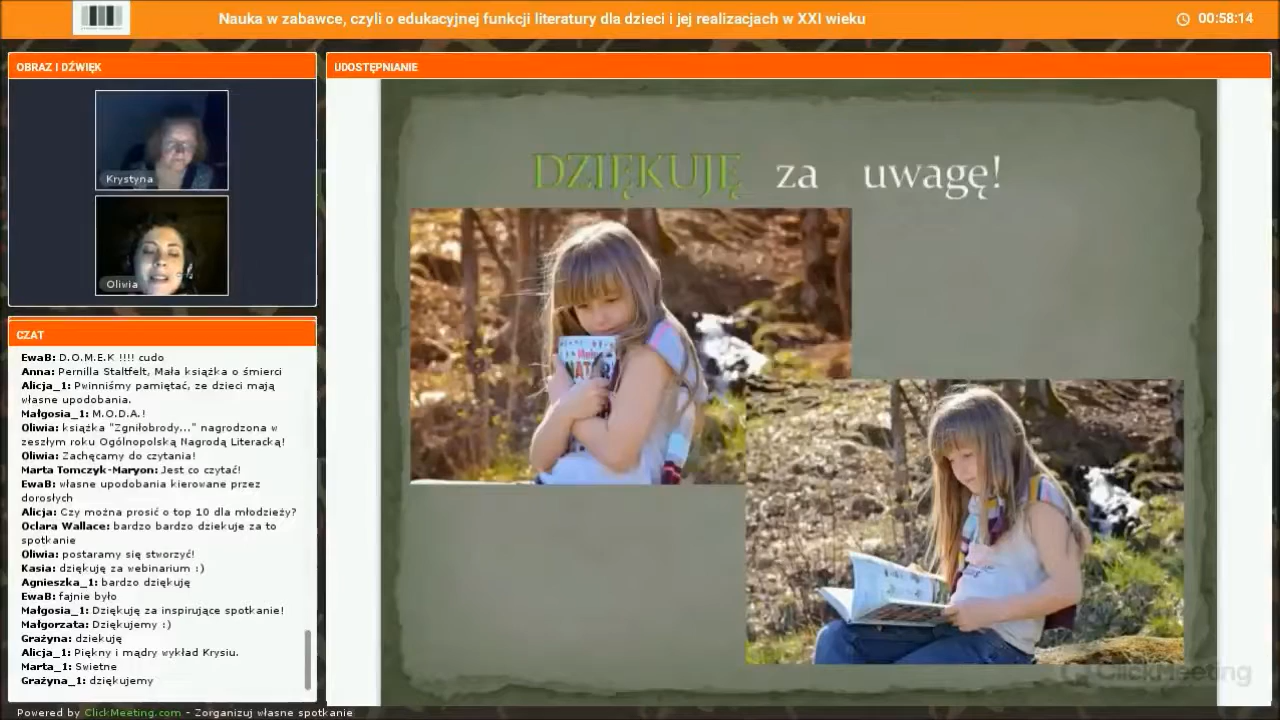 Nauka w zabawce, czyli o edukacyjnej funkcji literatury dla dzieci i jej realizacjach w XXI wieku
00:58:14
OBRAZ I DŹWIĘK
Krystyna
Oliwia
CZAT
EwaB: D.O.M.E.K !!!! cudo
Anna: Pernilla Staltfelt, Mała książka o śmierci
Alicja_1: Pwinniśmy pamiętać, ze dzieci mają
własne upodobania.
Małgosia_1: M.O.D.A.!
Oliwia: książka "Zgniłobrody..." nagrodzona w
zeszłym roku Ogólnopolską Nagrodą Literacką!
Oliwia: Zachęcamy do czytania!
Marta Tomczyk-Maryon: Jest co czytać!
EwaB: własne upodobania kierowane przez
dorosłych
Alicja: Czy można prosić o top 10 dla młodzieży?
Oclara Wallace: bardzo bardzo dziekuje za to
spotkanie
Oliwia: postaramy się stworzyć!
Kasia: dziękuję za webinarium :)
Agnieszka_1: bardzo dziękuję
EwaB: fajnie było
Małgosia_1: Dziękuję za inspirujące spotkanie!
Małgorzata: Dziękujemy :)
Grażyna: dziekuję
Alicja_1: Piękny i mądry wykład Krysiu.
Marta_1: Swietne
Grażyna_1: dziękujemy
UDOSTĘPNIANIE
DZIĘKUJĘ za uwagę!
ClickMeeting
Powered by ClickMeeting.com - Zorganizuj własne spotkanie